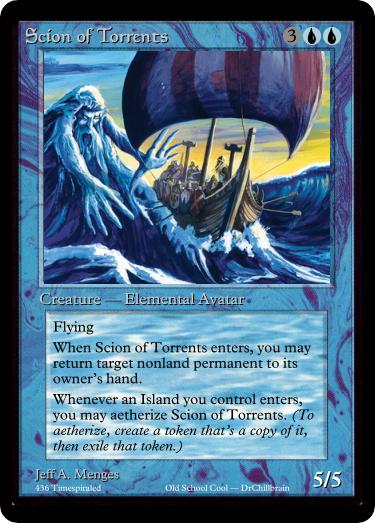 Scion of Torrents 3
Creature — Elemental Avatar
Flying
When Scion of Torrents enters, you may
return target nonland permanent to its
owner's hand.
Whenever an Island you control enters,
you may aetherize Scion of Torrents. (To
aetherize, create a token that's a copy of it,
then exile that token.)
Jeff A. Menges
5/5
436 Timespiraled Old School Cool — DrChillbrain